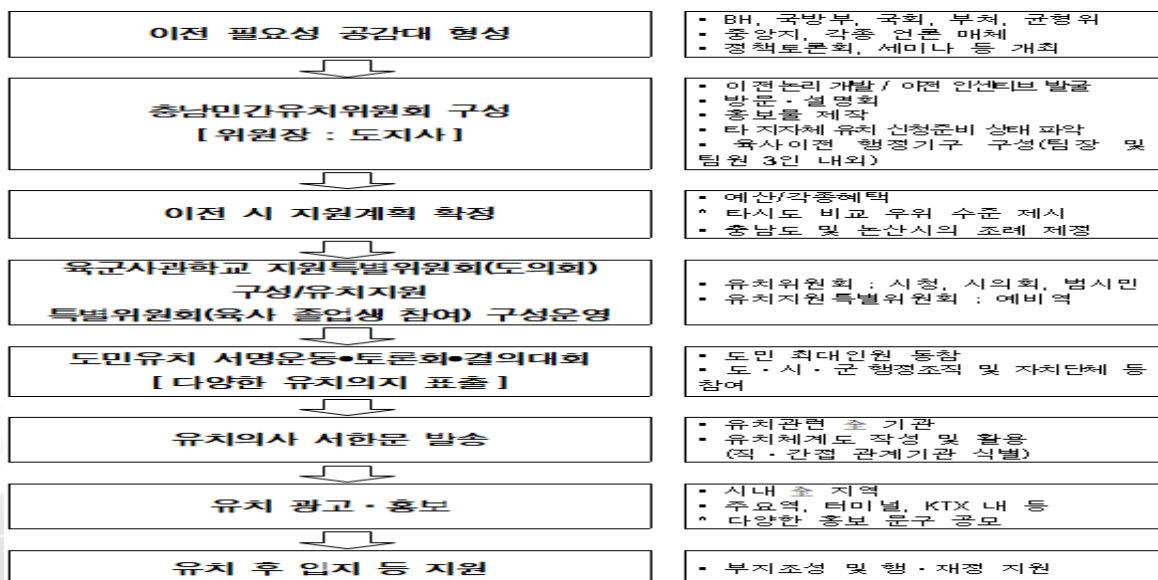 이전 필요성 공감대 형성
▪ BH, 국방부, 국회, 부처, 균형위
▪ 중앙지, 각종 언론 매체
▪ 정책토론회, 세미나 등 개최
충남민간유치위원회 구성
[ 위원장 : 도지사 ]
▪ 이전논리 개발 / 이전 인센티브 발굴
▪ 방문·설명회
▪ 홍보물 제작
▪ 타 지자체 유치 신청준비 상태 파악
▪ 육사이전 행정기구 구성(팀장 및
팀원 3인 내외)
이전 시 지원계획 확정
▪ 예산/각종혜택
* 타시도 비교 우위 수준 제시
▪ 충남도 및 논산시의 조례 제정
육군사관학교 지원특별위원회(도의회)
구성/유치지원
특별위원회(육사 졸업생 참여) 구성운영
▪ 유치위원회 : 시청, 시의회, 범시민
▪ 유치지원특별위원회 : 예비역
도민유치 서명운동•토론회•결의대회
[ 다양한 유치의지 표출 ]
▪ 도민 최대인원 동참
▪ 도·시·군 행정조직 및 자치단체 등
참여
유치의사 서한문 발송
▪ 유치관련 全 기관
▪ 유치체계도 작성 및 활용
(직·간접 관계기관 식별)
유치 광고·홍보
▪ 시내 全 지역
▪ 주요역, 터미널, KTX 내 등
* 다양한 홍보 문구 공모
유치 후 입지 등 지원
▪ 부지조성 및 행·재정 지원